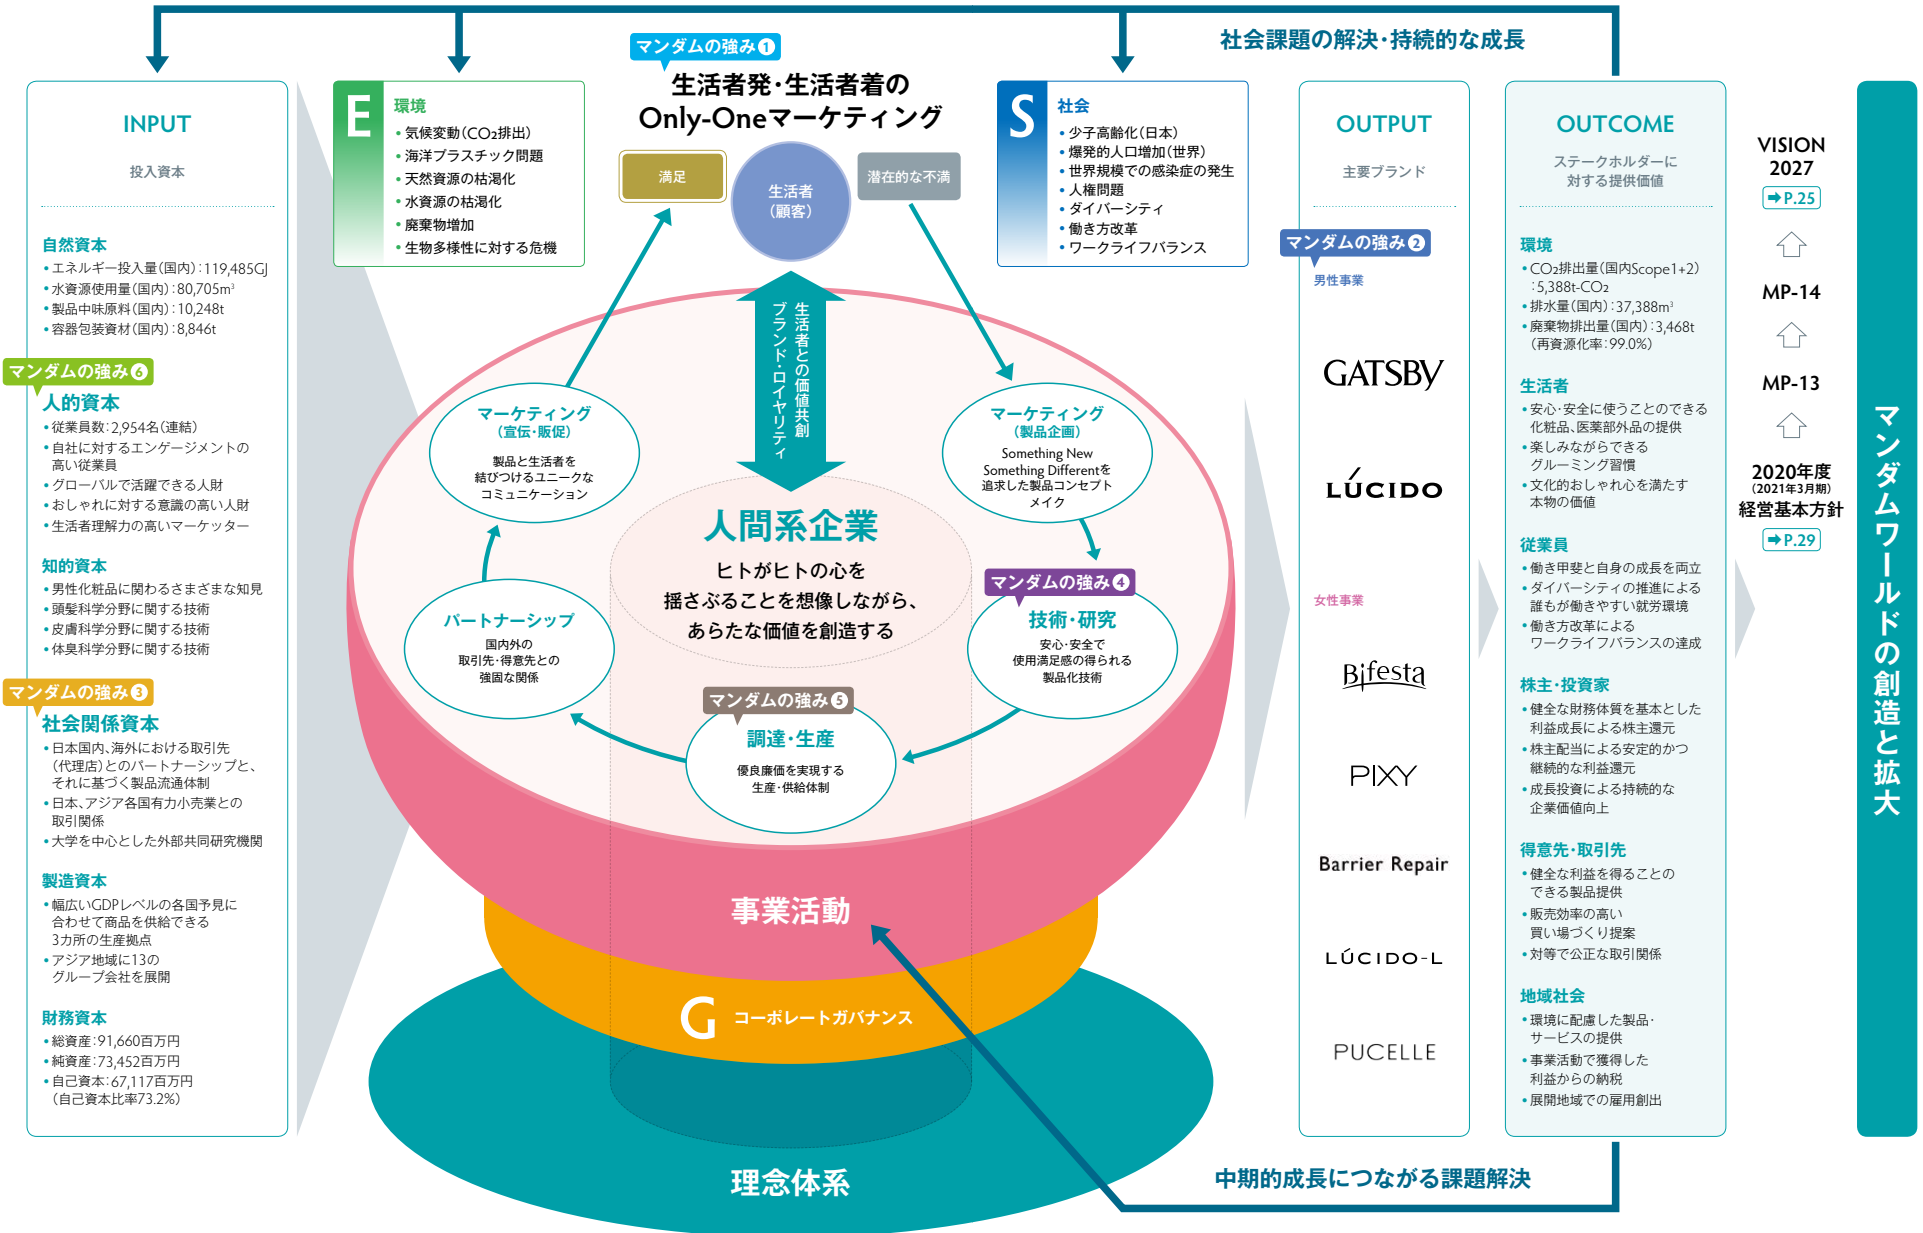 社会課題の解決・持続的な成長
INPUT
投入資本
自然資本
•エネルギー投入量(国内):119,485GJ
•水資源使用量(国内):80,705m³
•製品中味原料(国内):10,248t
•容器包装資材(国内):8,846t
マンダムの強み❻
人的資本
•従業員数:2,954名(連結)
•自社に対するエンゲージメントの
高い従業員
•グローバルで活躍できる人財
•おしゃれに対する意識の高い人財
•生活者理解力の高いマーケッター
知的資本
•男性化粧品に関わるさまざまな知見
•頭髪科学分野に関する技術
•皮膚科学分野に関する技術
•体臭科学分野に関する技術
マンダムの強み❸
社会関係資本
•日本国内、海外における取引先
(代理店)とのパートナーシップと、
それに基づく製品流通体制
•日本、アジア各国有力小売業との
取引関係
•大学を中心とした外部共同研究機関
製造資本
•幅広いGDPレベルの各国予見に
合わせて商品を供給できる
3カ所の生産拠点
•アジア地域に13の
グループ会社を展開
財務資本
•総資産:91,660百万円
•純資産:73,452百万円
•自己資本:67,117百万円
(自己資本比率73.2%)
E
環境
•気候変動(CO₂排出)
•海洋プラスチック問題
•天然資源の枯渇化
•水資源の枯渇化
•廃棄物増加
•生物多様性に対する危機
マンダムの強み❶
生活者発・生活者着の
Only-Oneマーケティング
満足
生活者
(顧客)
潜在的な不満
S
社会
•少子高齢化(日本)
•爆発的人口増加(世界)
•世界規模での感染症の発生
•人権問題
•ダイバーシティ
•働き方改革
•ワークライフバランス
生活者との価値共創
ブランド・ロイヤリティ
マーケティング
(宣伝・販促)
製品と生活者を
結びつけるユニークな
コミュニケーション
マーケティング
(製品企画)
Something New
Something Differentを
追求した製品コンセプト
メイク
人間系企業
ヒトがヒトの心を
揺さぶることを想像しながら、
あらたな価値を創造する
マンダムの強み❹
技術・研究
安心・安全で
使用満足感の得られる
製品化技術
パートナーシップ
国内外の
取引先・得意先との
強固な関係
マンダムの強み❺
調達・生産
優良廉価を実現する
生産・供給体制
事業活動
G コーポレートガバナンス
理念体系
OUTPUT
主要ブランド
マンダムの強み❷
男性事業
GATSBY
LÚCIDO
女性事業
Bifesta
PIXY
Barrier Repair
LÚCIDO-L
PUCELLE
OUTCOME
ステークホルダーに
対する提供価値
環境
•CO₂排出量(国内Scope1+2)
:5,388t-CO₂
•排水量(国内):37,388m³
•廃棄物排出量(国内):3,468t
(再資源化率:99.0%)
生活者
•安心・安全に使うことのできる
化粧品、医薬部外品の提供
•楽しみながらできる
グルーミング習慣
•文化的おしゃれ心を満たす
本物の価値
従業員
•働き甲斐と自身の成長を両立
•ダイバーシティの推進による
誰もが働きやすい就労環境
•働き方改革による
ワークライフバランスの達成
株主・投資家
•健全な財務体質を基本とした
利益成長による株主還元
•株主配当による安定的かつ
継続的な利益還元
•成長投資による持続的な
企業価値向上
得意先・取引先
•健全な利益を得ることの
できる製品提供
•販売効率の高い
買い場づくり提案
•対等で公正な取引関係
地域社会
•環境に配慮した製品・
サービスの提供
•事業活動で獲得した
利益からの納税
•展開地域での雇用創出
中期的成長につながる課題解決
VISION
2027
➡P.25
MP-14
MP-13
2020年度
(2021年3月期)
経営基本方針
➡P.29
マンダムワールドの創造と拡大